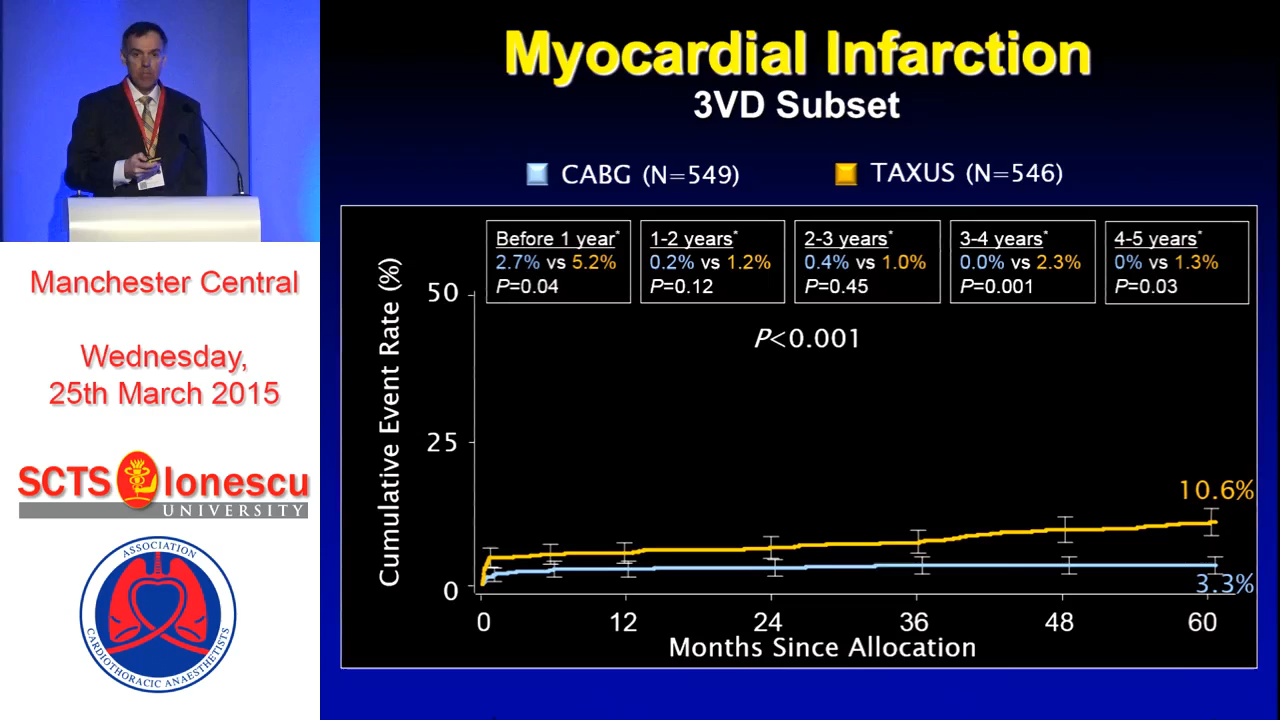 Myocardial Infarction
3VD Subset
CABG (N=549)
TAXUS (N=546)
Before 1 year*
2.7% vs 5.2%
P=0.04
1-2 years*
0.2% vs 1.2%
P=0.12
2-3 years*
0.4% vs 1.0%
P=0.45
3-4 years*
0.0% vs 2.3%
P=0.001
4-5 years*
0% vs 1.3%
P=0.03
P<0.001
Cumulative Event Rate (%)
50
25
0
10.6%
3.3%
0 12 24 36 48 60
Months Since Allocation
Manchester Central
Wednesday,
25th March 2015
SCTS Ionescu
UNIVERSITY
ASSOCIATION
CARDIOTHORACIC ANAESTHETISTS